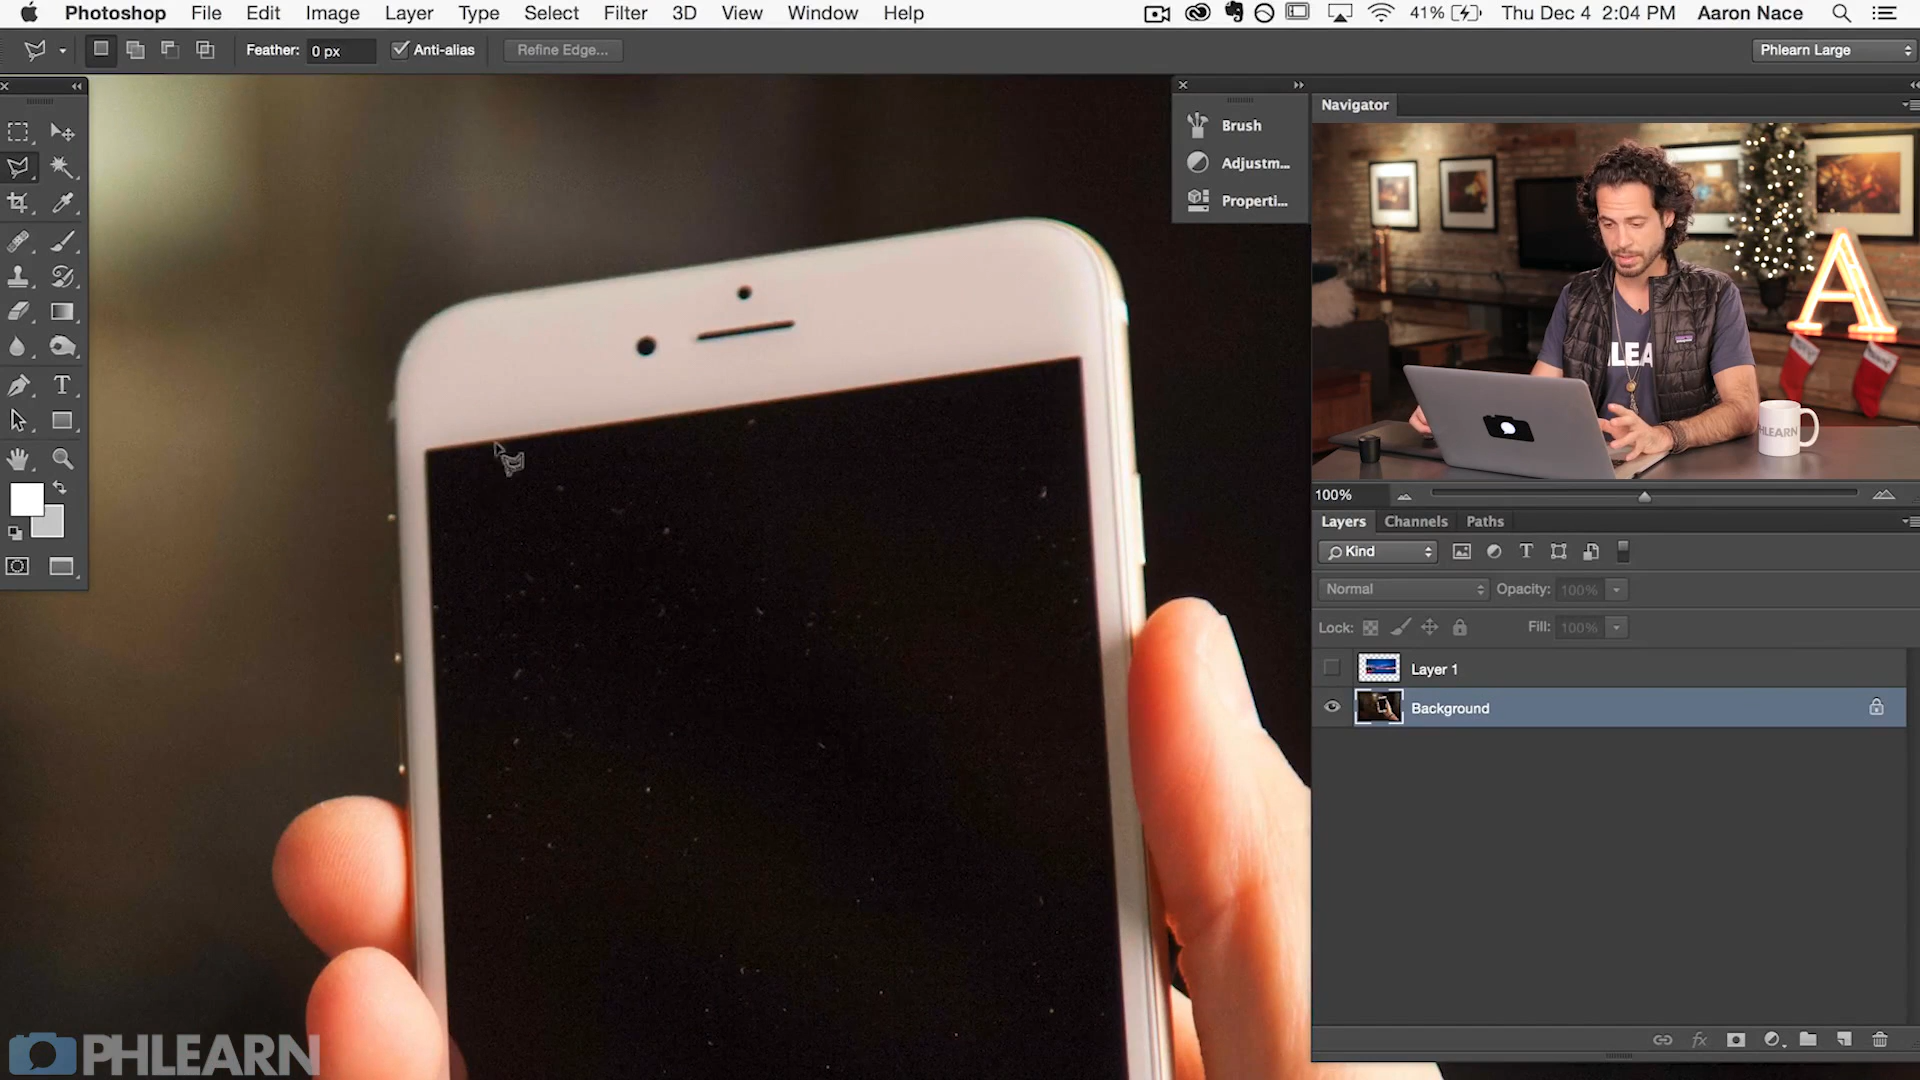 Photoshop File Edit Image Layer Type Select Filter 3D View Window Help 41% Thu Dec 4 2:04 PM Aaron Nace
Feather: 0 px Anti-alias Refine Edge... Phlearn Large
Navigator
Brush
Adjustm...
Properti...
PHLEARN
100%
Layers Channels Paths
Kind
Normal Opacity: 100%
Lock: Fill: 100%
Layer 1
Background
PHLEARN